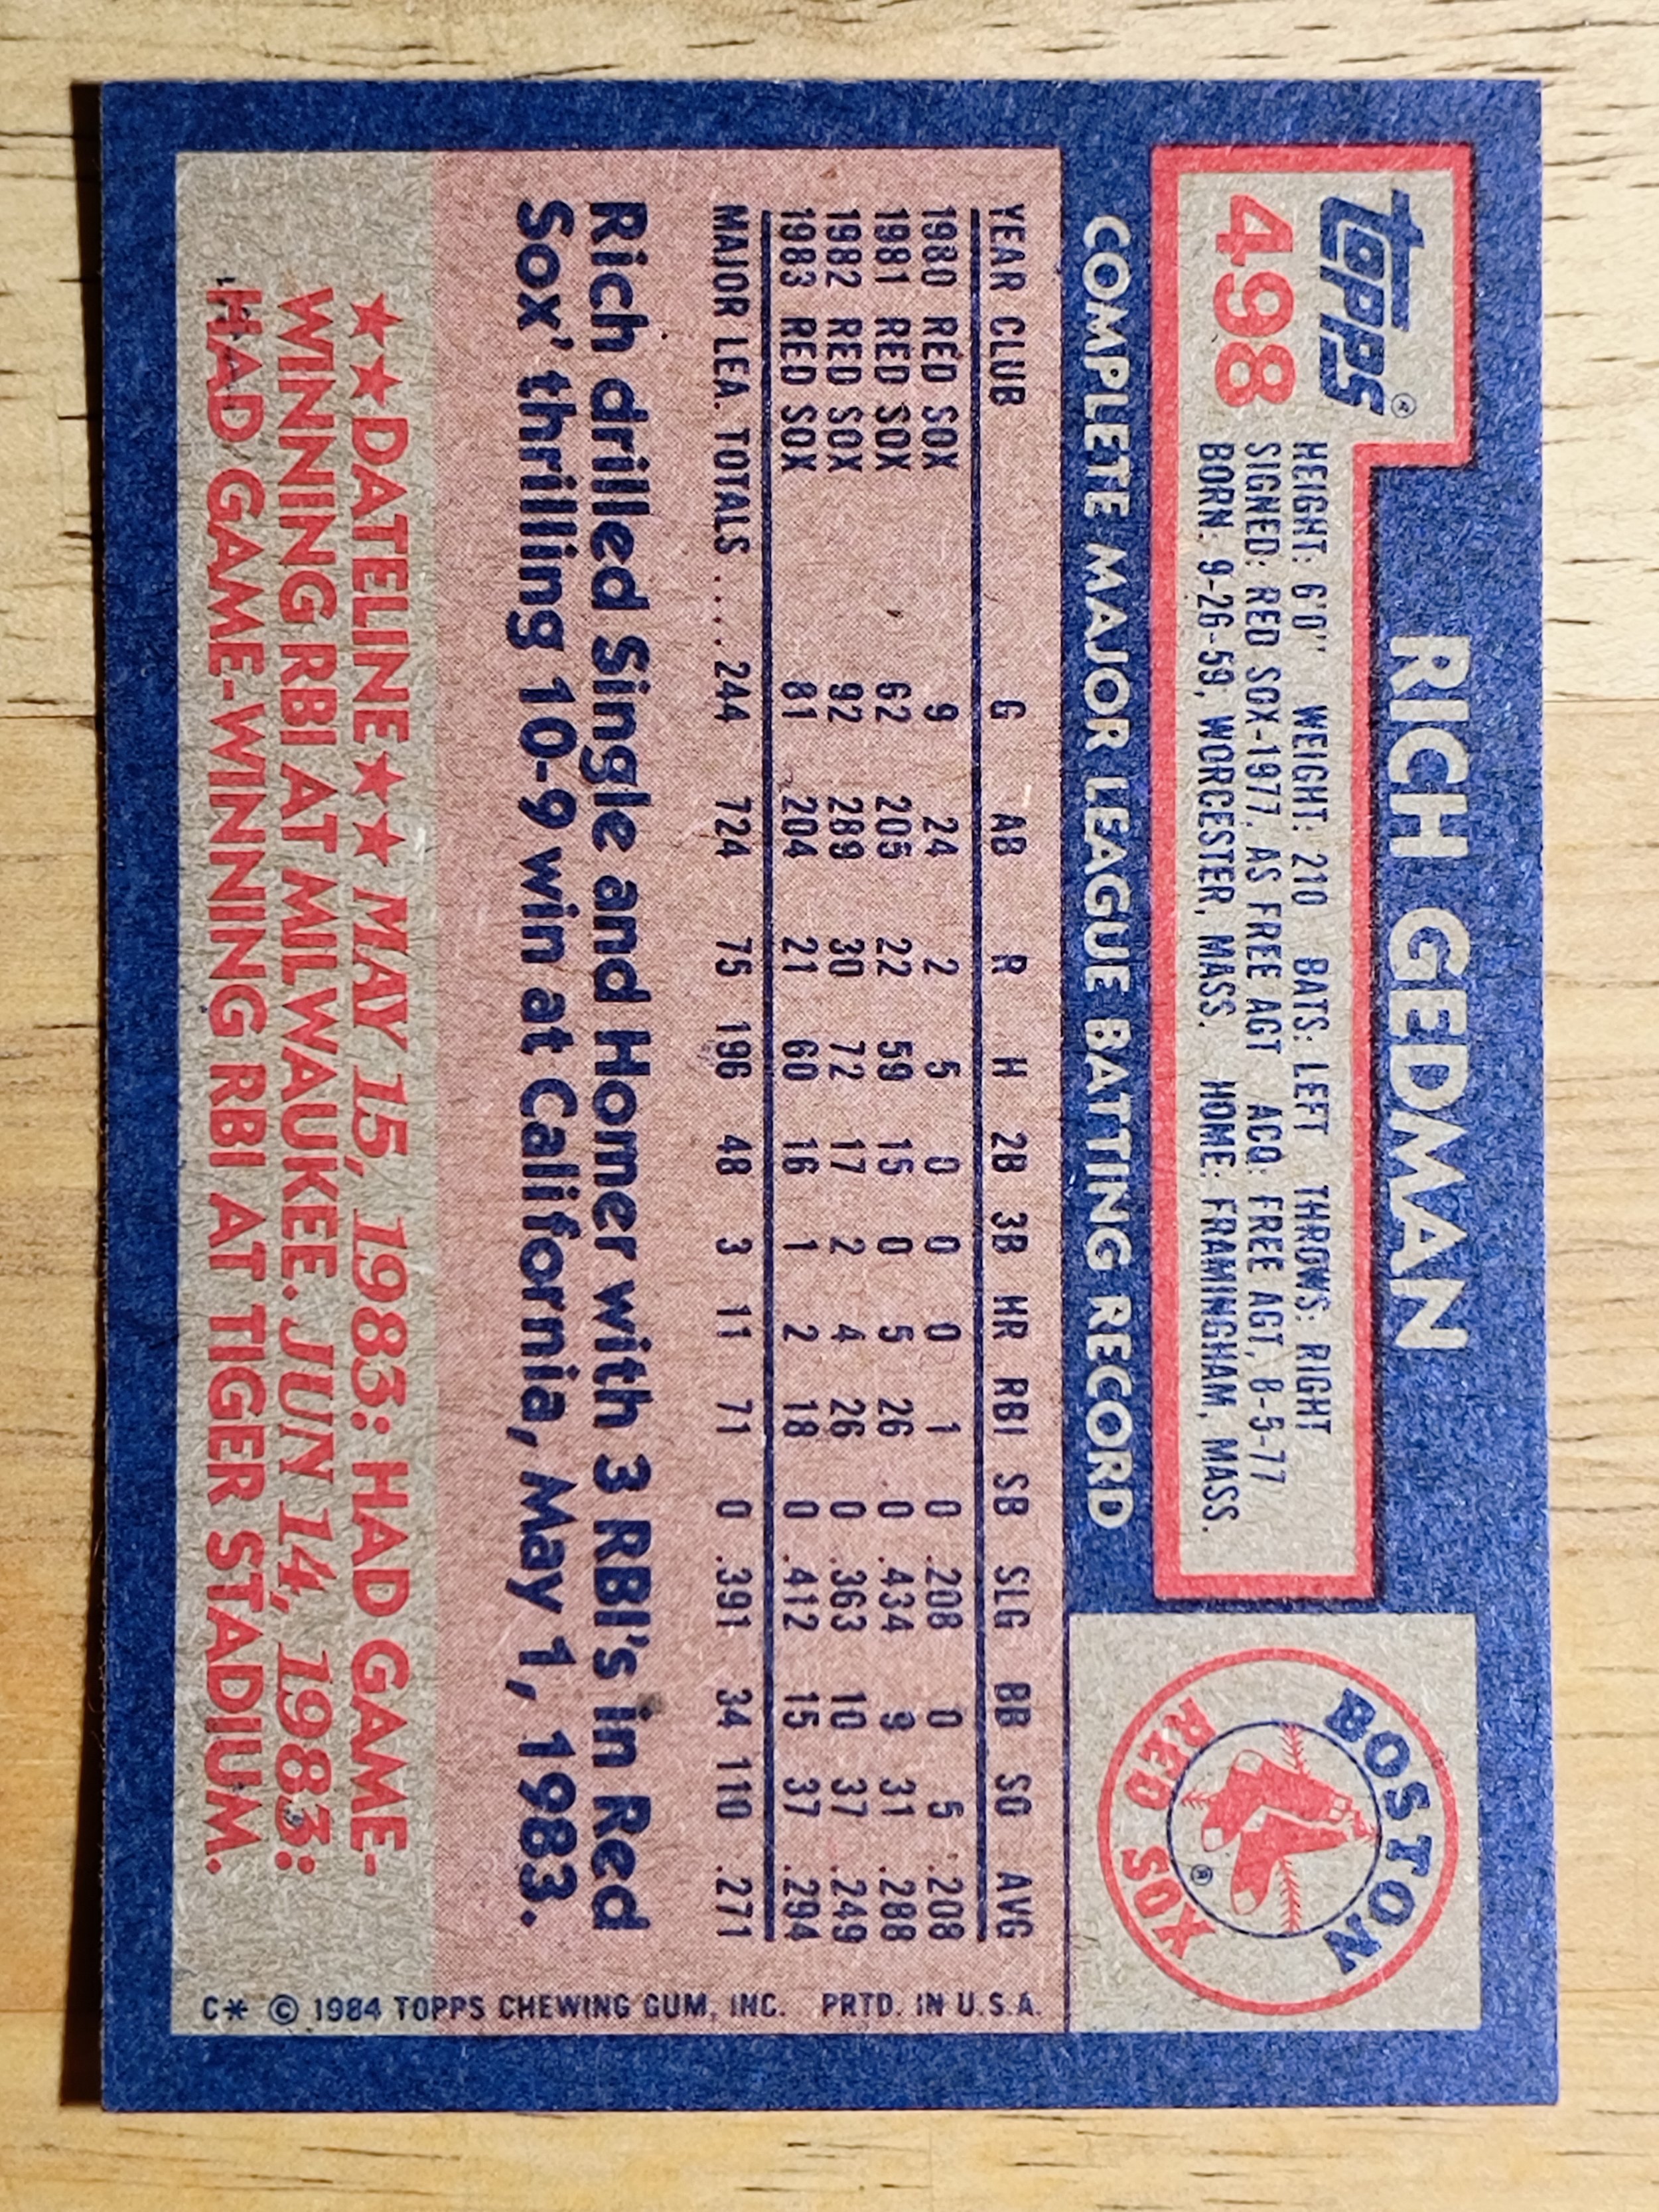 RICH GEDMAN
Topps®
498
HEIGHT: 6'0" WEIGHT: 210 BATS: LEFT THROWS: RIGHT
SIGNED: RED SOX-1977, AS FREE AGT ACQ: FREE AGT, 8-5-77
BORN: 9-26-59, WORCESTER, MASS. HOME: FRAMINGHAM, MASS.
BOSTON
RED SOX
®
COMPLETE MAJOR LEAGUE BATTING RECORD
YEAR CLUB G AB R H 2B 3B HR RBI SB SLG BB SO AVG
1980 RED SOX 9 24 2 5 0 0 0 1 0 .208 0 5 .208
1981 RED SOX 62 205 22 59 15 0 5 26 0 .434 9 31 .288
1982 RED SOX 92 289 30 72 17 2 4 26 0 .363 10 37 .249
1983 RED SOX 81 204 21 60 16 1 2 18 0 .412 15 37 .294
MAJOR LEA. TOTALS .... 244 724 75 196 48 3 11 71 0 .391 34 110 .271
Rich drilled Single and Homer with 3 RBI's in Red
Sox' thrilling 10-9 win at California, May 1, 1983.
★★DATELINE★★ MAY 15, 1983: HAD GAME-
WINNING RBI AT MILWAUKEE. JUN 14, 1983:
HAD GAME-WINNING RBI AT TIGER STADIUM.
C* © 1984 TOPPS CHEWING GUM, INC. PRTD. IN U.S.A.